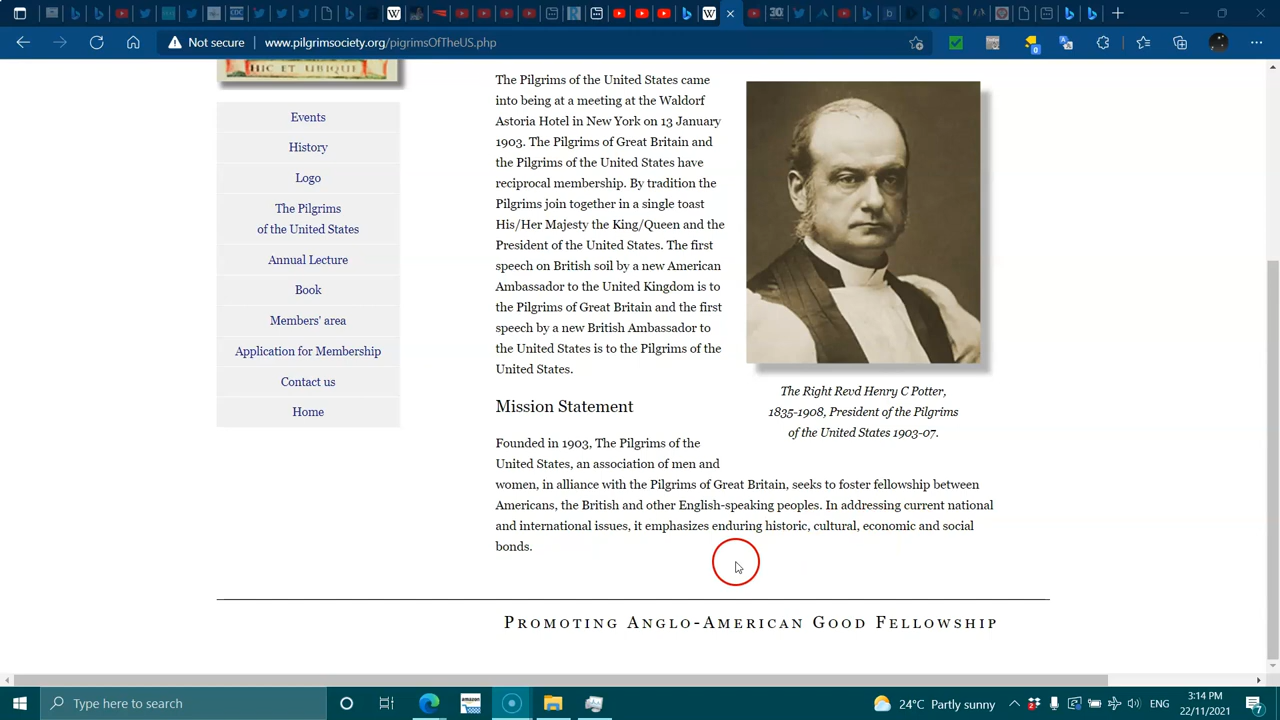 Not secure
www.pilgrimsociety.org/pigrimsOfTheUS.php
HIC ET UBIQUE
Events
History
Logo
The Pilgrims
of the United States
Annual Lecture
Book
Members' area
Application for Membership
Contact us
Home
The Pilgrims of the United States came
into being at a meeting at the Waldorf
Astoria Hotel in New York on 13 January
1903. The Pilgrims of Great Britain and
the Pilgrims of the United States have
reciprocal membership. By tradition the
Pilgrims join together in a single toast
His/Her Majesty the King/Queen and the
President of the United States. The first
speech on British soil by a new American
Ambassador to the United Kingdom is to
the Pilgrims of Great Britain and the first
speech by a new British Ambassador to
the United States is to the Pilgrims of the
United States.
The Right Revd Henry C Potter,
1835-1908, President of the Pilgrims
of the United States 1903-07.
Mission Statement
Founded in 1903, The Pilgrims of the
United States, an association of men and
women, in alliance with the Pilgrims of Great Britain, seeks to foster fellowship between
Americans, the British and other English-speaking peoples. In addressing current national
and international issues, it emphasizes enduring historic, cultural, economic and social
bonds.
Promoting Anglo-American Good Fellowship
Type here to search
amazon
24°C Partly sunny
ENG
3:14 PM
22/11/2021